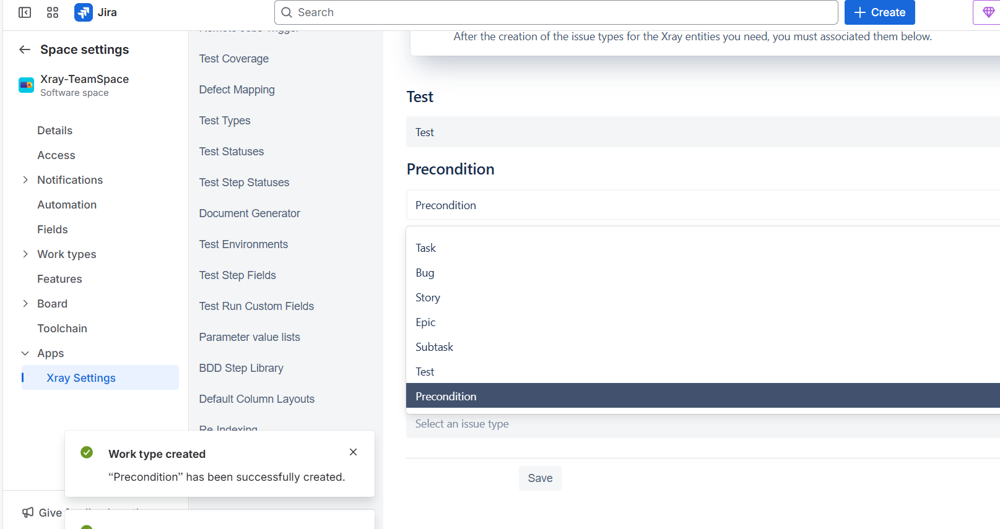 Jira
Search
Create
Space settings
Xray-TeamSpace
Software space
Details
Access
Notifications
Automation
Fields
Work types
Features
Board
Toolchain
Apps
Xray Settings
Give
Remote Jobs Trigger
Test Coverage
Defect Mapping
Test Types
Test Statuses
Test Step Statuses
Document Generator
Test Environments
Test Step Fields
Test Run Custom Fields
Parameter value lists
BDD Step Library
Default Column Layouts
Re-Indexing
Work type created
“Precondition” has been successfully created.
After the creation of the issue types for the Xray entities you need, you must associated them below.
Test
Test
Precondition
Precondition
Task
Bug
Story
Epic
Subtask
Test
Precondition
Select an issue type
Save